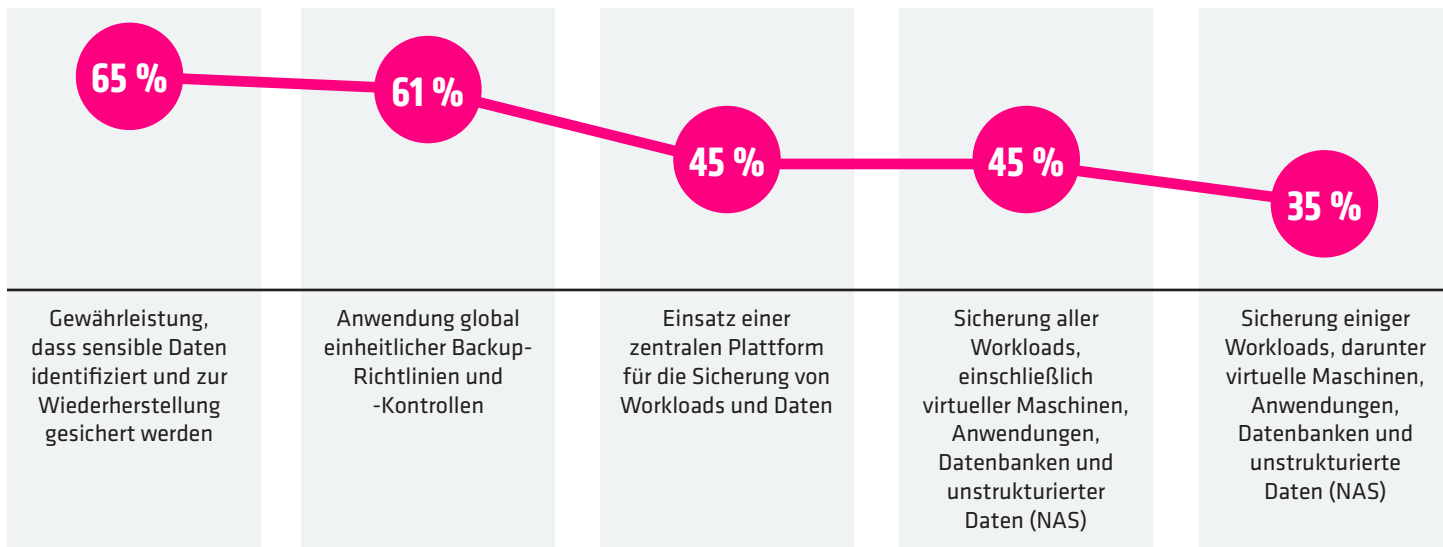 65 %
61 %
45 %
45 %
35 %
Gewährleistung,
dass sensible Daten
identifiziert und zur
Wiederherstellung
gesichert werden
Anwendung global
einheitlicher Backup-
Richtlinien und
-Kontrollen
Einsatz einer
zentralen Plattform
für die Sicherung von
Workloads und Daten
Sicherung aller
Workloads,
einschließlich
virtueller Maschinen,
Anwendungen,
Datenbanken und
unstrukturierter
Daten (NAS)
Sicherung einiger
Workloads, darunter
virtuelle Maschinen,
Anwendungen,
Datenbanken und
unstrukturierte
Daten (NAS)